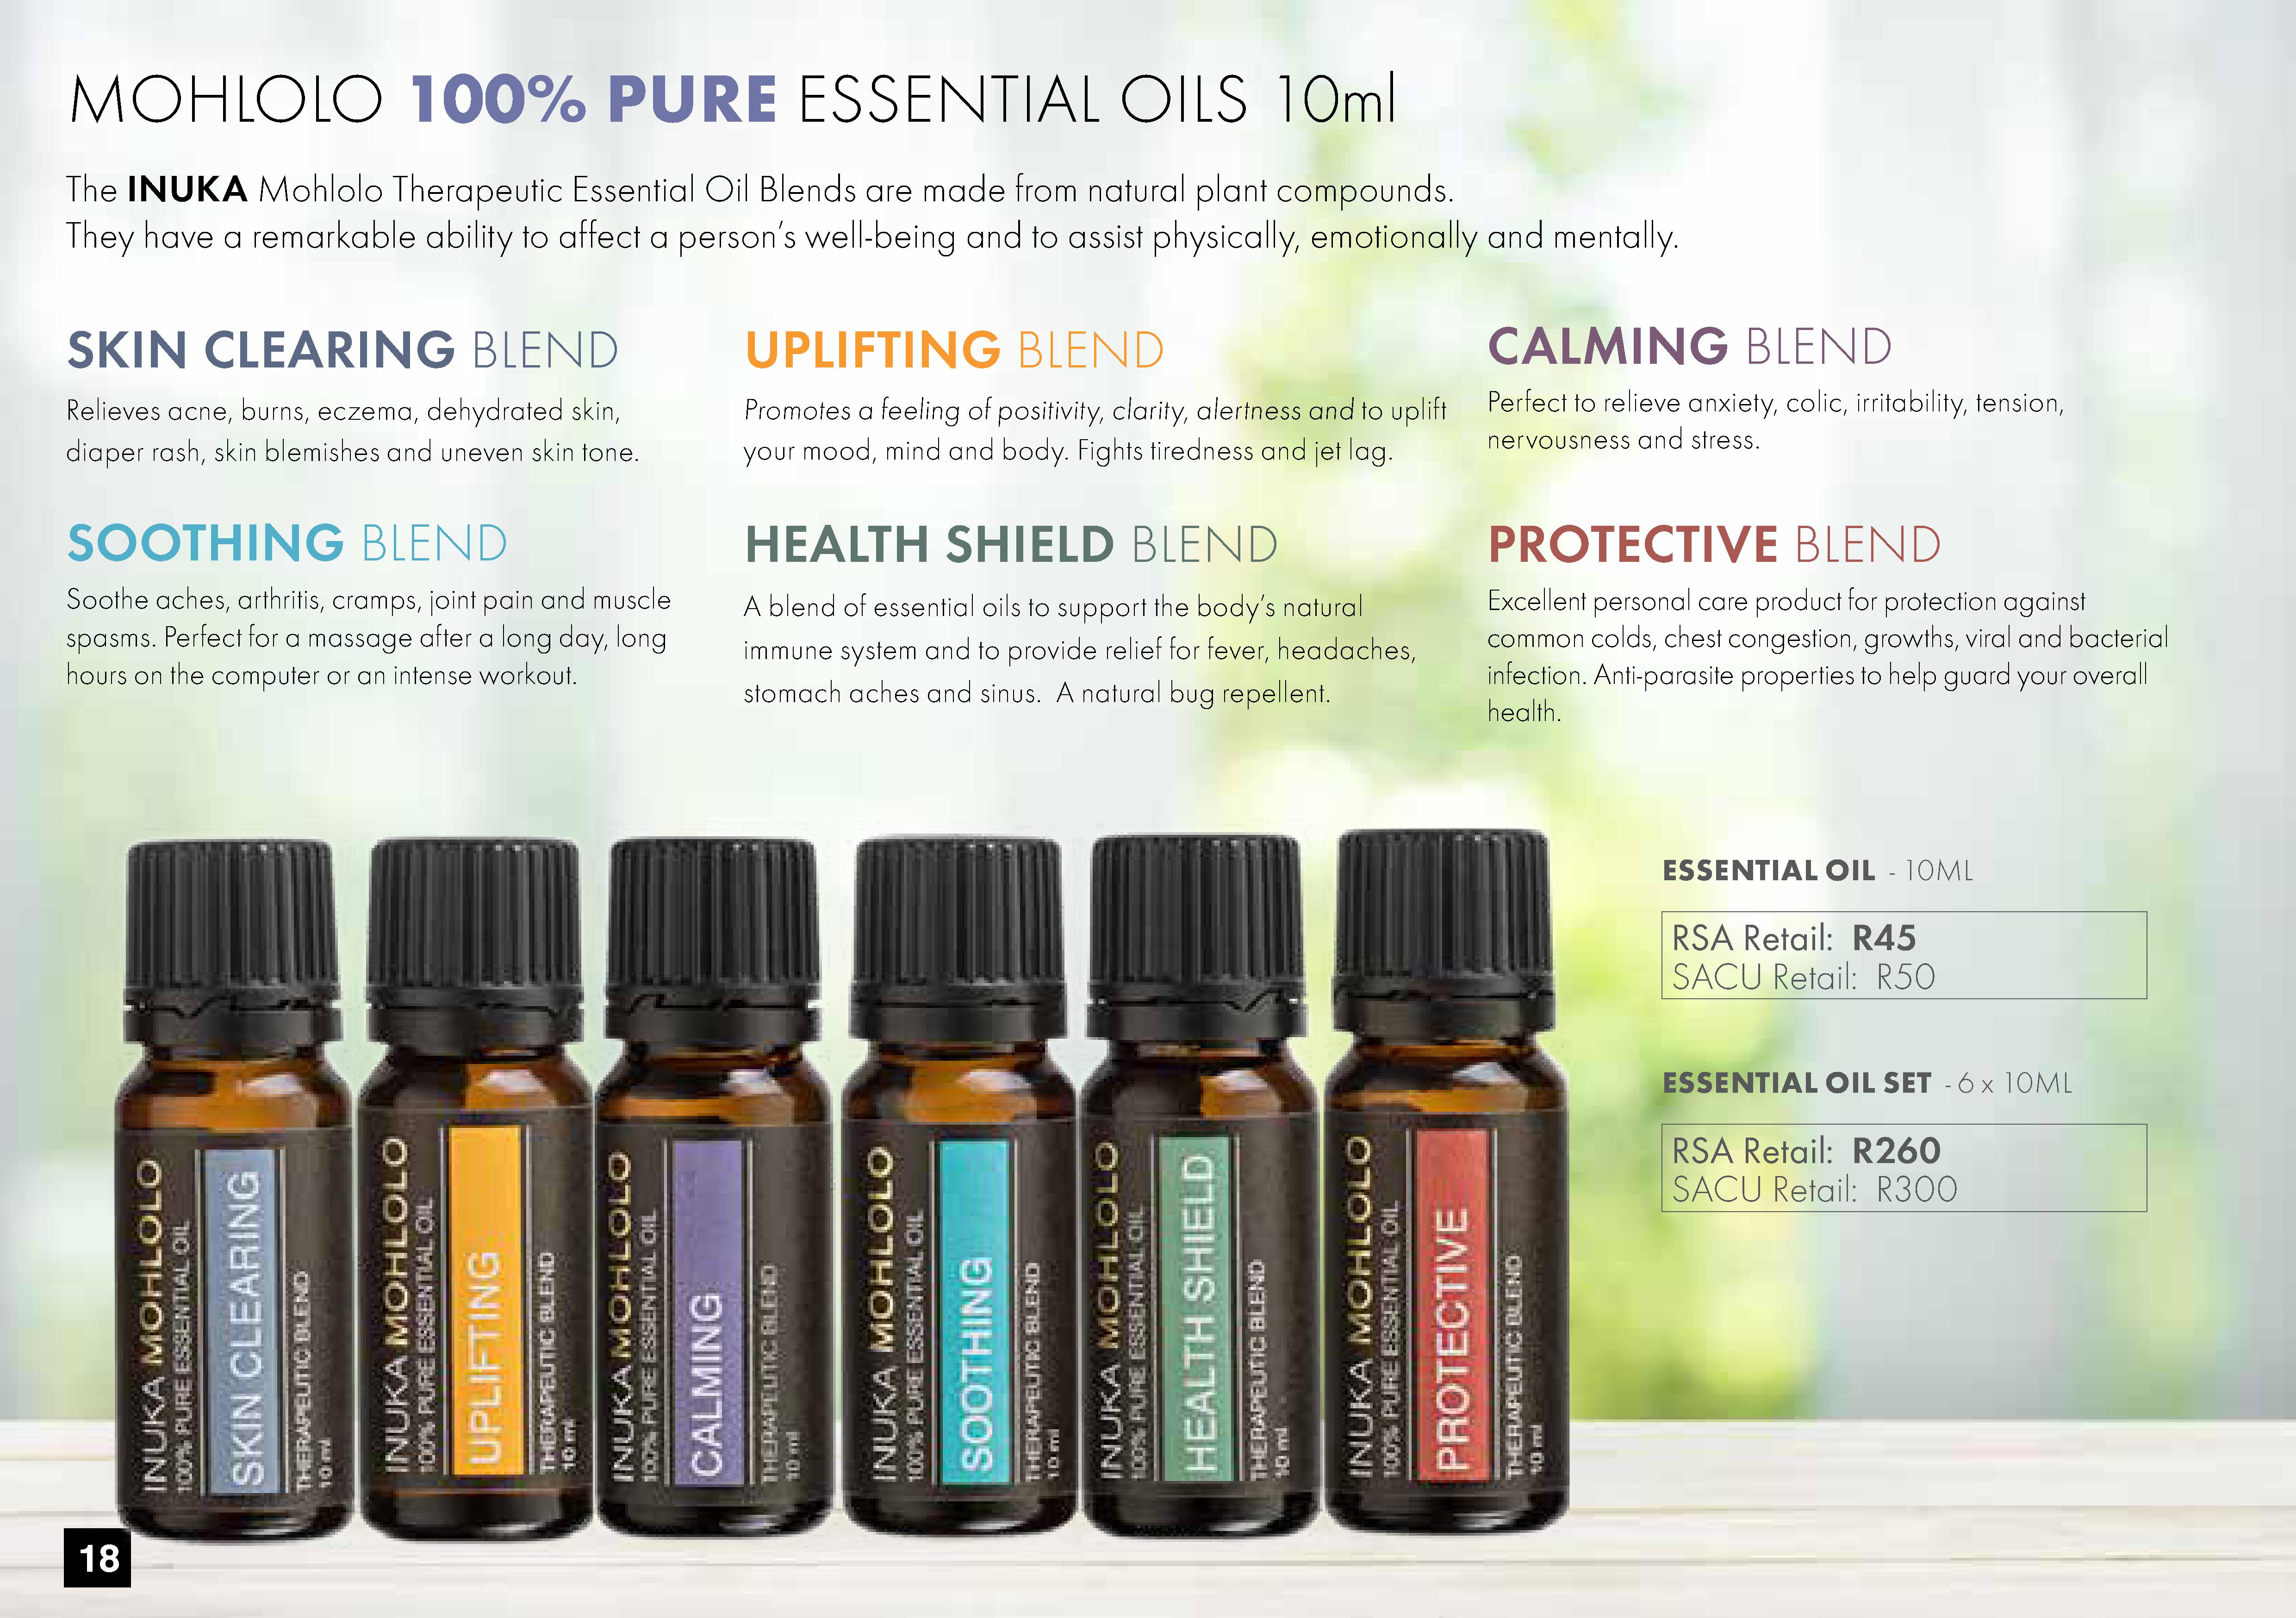 MOHLOLO 100% PURE ESSENTIAL OILS 10ml
The INUKA Mohlolo Therapeutic Essential Oil Blends are made from natural plant compounds.
They have a remarkable ability to affect a person's well-being and to assist physically, emotionally and mentally.
SKIN CLEARING BLEND
Relieves acne, burns, eczema, dehydrated skin,
diaper rash, skin blemishes and uneven skin tone.
UPLIFTING BLEND
Promotes a feeling of positivity, clarity, alertness and to uplift
your mood, mind and body. Fights tiredness and jet lag.
CALMING BLEND
Perfect to relieve anxiety, colic, irritability, tension,
nervousness and stress.
SOOTHING BLEND
Soothe aches, arthritis, cramps, joint pain and muscle
spasms. Perfect for a massage after a long day, long
hours on the computer or an intense workout.
HEALTH SHIELD BLEND
A blend of essential oils to support the body's natural
immune system and to provide relief for fever, headaches,
stomach aches and sinus.  A natural bug repellent.
PROTECTIVE BLEND
Excellent personal care product for protection against
common colds, chest congestion, growths, viral and bacterial
infection. Anti-parasite properties to help guard your overall
health.
INUKA MOHLOLO
100% PURE ESSENTIAL OIL
SKIN CLEARING
THERAPEUTIC BLEND
10 ml
INUKA MOHLOLO
100% PURE ESSENTIAL OIL
UPLIFTING
THERAPEUTIC BLEND
10 ml
INUKA MOHLOLO
100% PURE ESSENTIAL OIL
CALMING
THERAPEUTIC BLEND
10 ml
INUKA MOHLOLO
100% PURE ESSENTIAL OIL
SOOTHING
THERAPEUTIC BLEND
10 ml
INUKA MOHLOLO
100% PURE ESSENTIAL OIL
HEALTH SHIELD
THERAPEUTIC BLEND
10 ml
INUKA MOHLOLO
100% PURE ESSENTIAL OIL
PROTECTIVE
THERAPEUTIC BLEND
10 ml
ESSENTIAL OIL - 10ML
RSA Retail: R45
SACU Retail: R50
ESSENTIAL OIL SET - 6 x 10ML
RSA Retail: R260
SACU Retail: R300
18